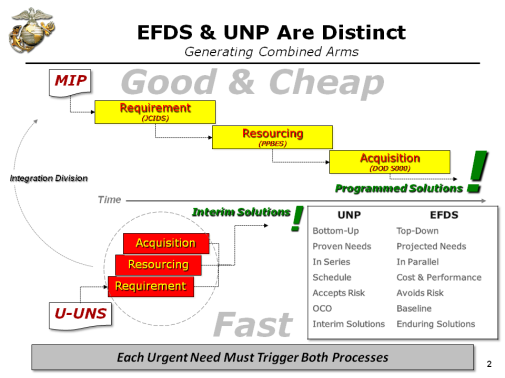 EFDS & UNP Are Distinct
Generating Combined Arms
Good & Cheap
MIP
Requirement
(JCIDS)
Resourcing
(PPBES)
Acquisition
(DOD 5000)
!
Programmed Solutions
Integration Division
Time
Interim Solutions
!
Acquisition
Resourcing
Requirement
U-UNS
Fast
UNP EFDS
Bottom-Up Top-Down
Proven Needs Projected Needs
In Series In Parallel
Schedule Cost & Performance
Accepts Risk Avoids Risk
OCO Baseline
Interim Solutions Enduring Solutions
Each Urgent Need Must Trigger Both Processes
2